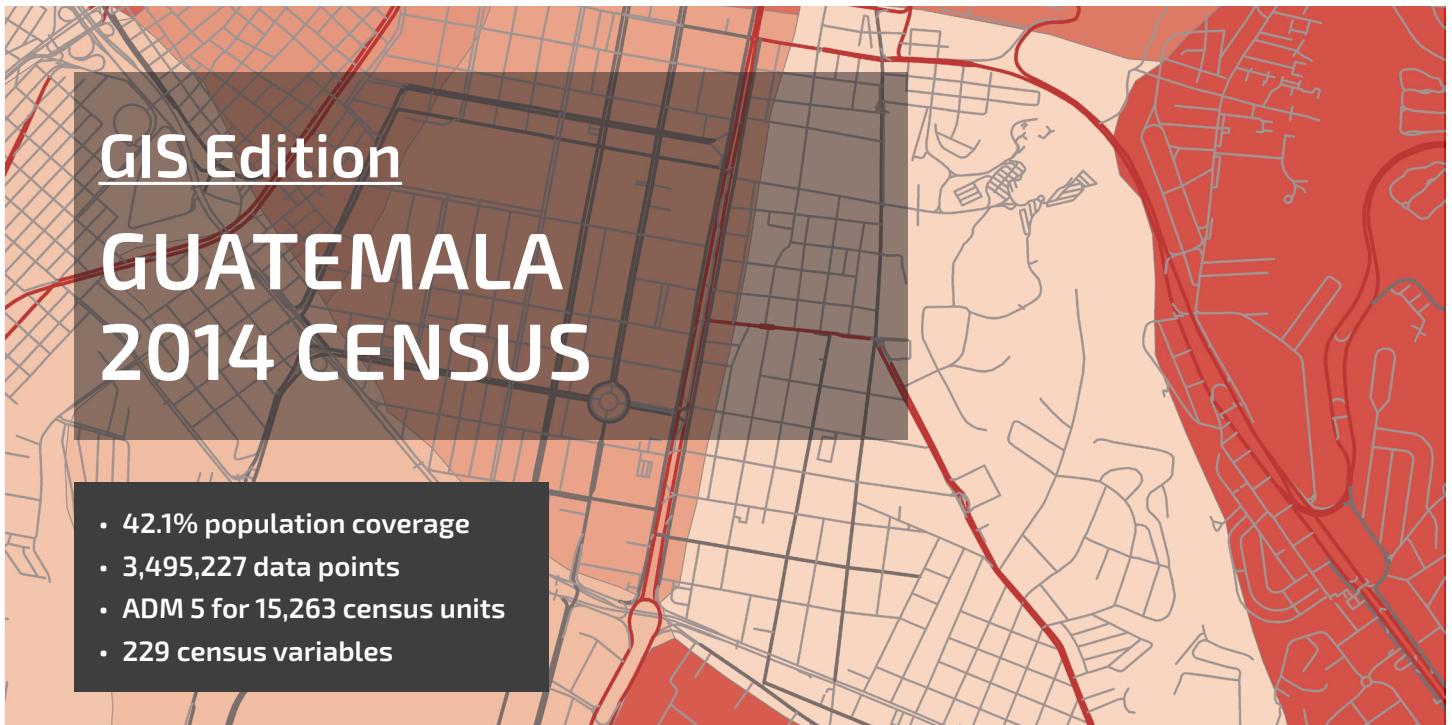 GIS Edition
GUATEMALA
2014 CENSUS
• 42.1% population coverage
• 3,495,227 data points
• ADM 5 for 15,263 census units
• 229 census variables